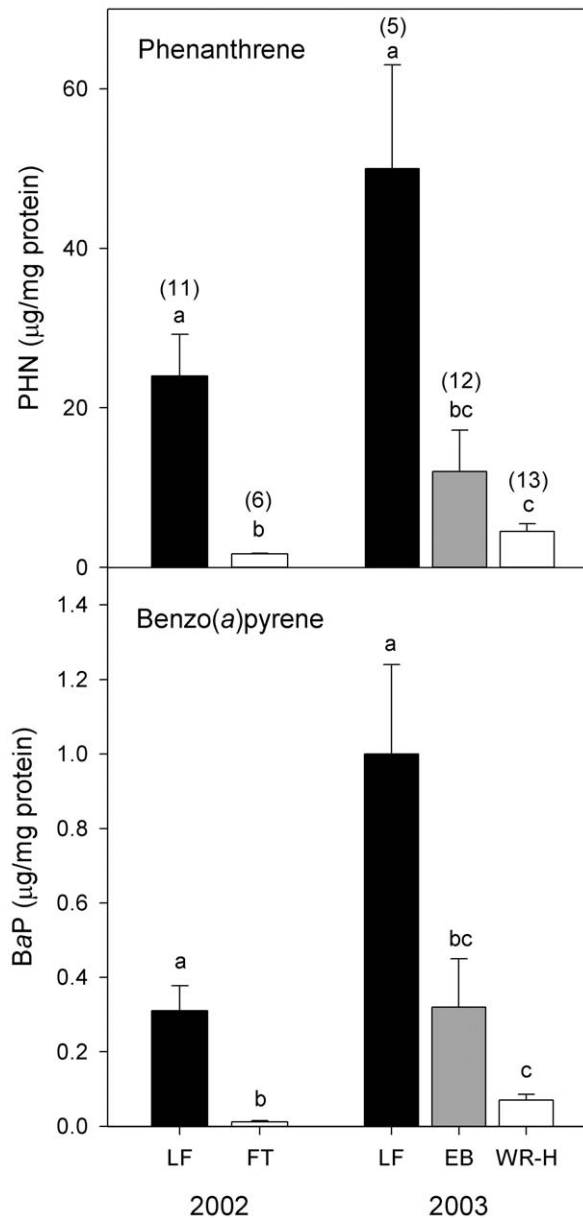 Phenanthrene
PHN (μg/mg protein)
60
40
20
0
(11)
a
(6)
b
(5)
a
(12)
bc
(13)
c
Benzo(a)pyrene
BaP (μg/mg protein)
1.4
1.2
1.0
0.8
0.6
0.4
0.2
0.0
a
b
a
bc
c
LF FT LF EB WR-H
2002 2003